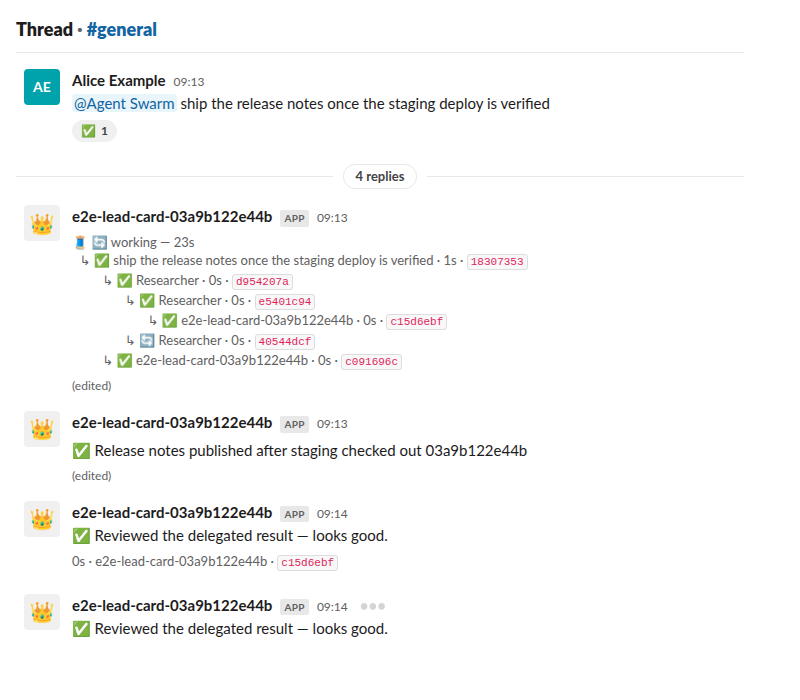 Thread • #general
AE
Alice Example 09:13
@Agent Swarm ship the release notes once the staging deploy is verified
✅ 1
4 replies
e2e-lead-card-03a9b122e44b APP 09:13
🧵 🔄 working — 23s
↳ ✅ ship the release notes once the staging deploy is verified · 1s · 18307353
↳ ✅ Researcher · 0s · d954207a
↳ ✅ Researcher · 0s · e5401c94
↳ ✅ e2e-lead-card-03a9b122e44b · 0s · c15d6ebf
↳ 🔄 Researcher · 0s · 40544dcf
↳ ✅ e2e-lead-card-03a9b122e44b · 0s · c091696c
(edited)
e2e-lead-card-03a9b122e44b APP 09:13
✅ Release notes published after staging checked out 03a9b122e44b
(edited)
e2e-lead-card-03a9b122e44b APP 09:14
✅ Reviewed the delegated result — looks good.
0s · e2e-lead-card-03a9b122e44b · c15d6ebf
e2e-lead-card-03a9b122e44b APP 09:14
✅ Reviewed the delegated result — looks good.